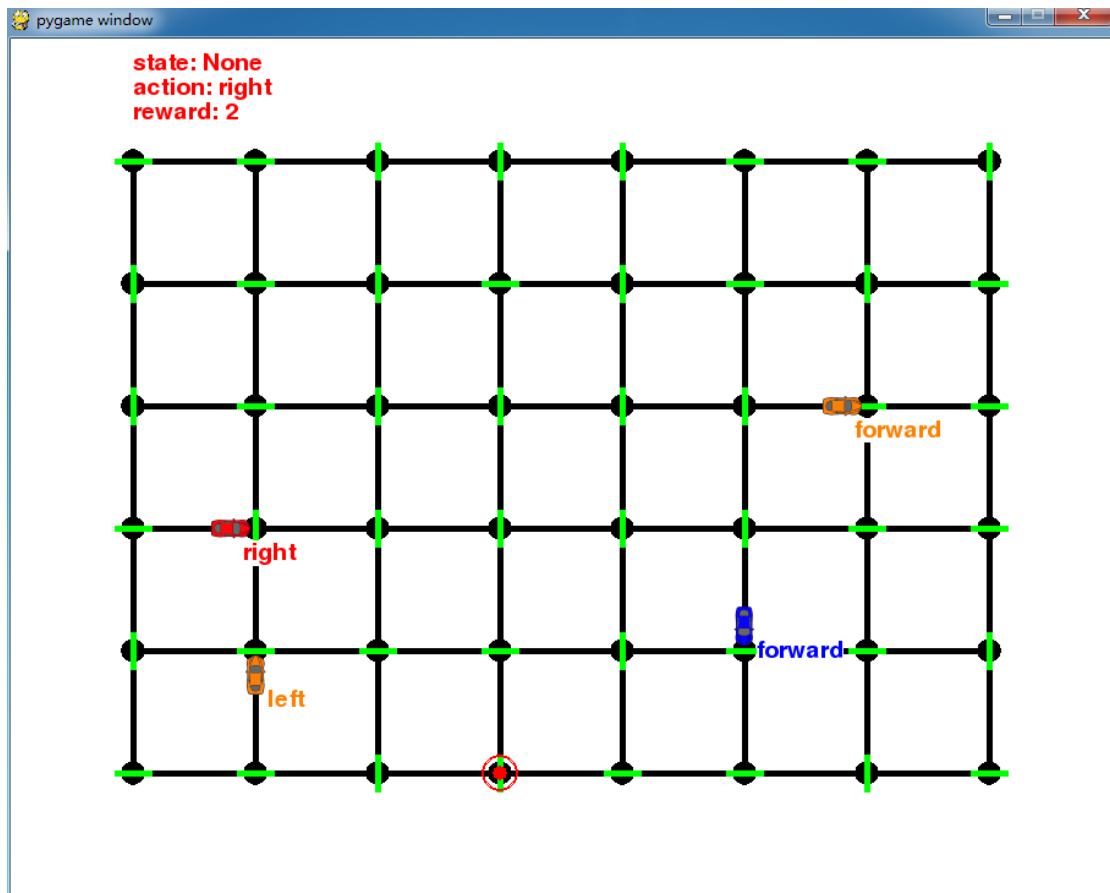 pygame window
state: None
action: right
reward: 2
forward
right
forward
left